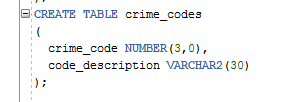 CREATE TABLE crime_codes
(
crime_code NUMBER(3,0),
code_description VARCHAR2(30)
);